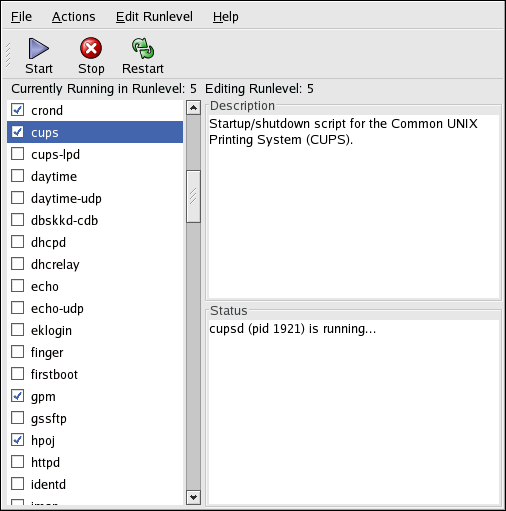 File Actions Edit Runlevel Help
Start Stop Restart
Currently Running in Runlevel: 5 Editing Runlevel: 5
crond
cups
cups-lpd
daytime
daytime-udp
dbskkd-cdb
dhcpd
dhcrelay
echo
echo-udp
eklogin
finger
firstboot
gpm
gssftp
hpoj
httpd
identd
Description
Startup/shutdown script for the Common UNIX
Printing System (CUPS).
Status
cupsd (pid 1921) is running...